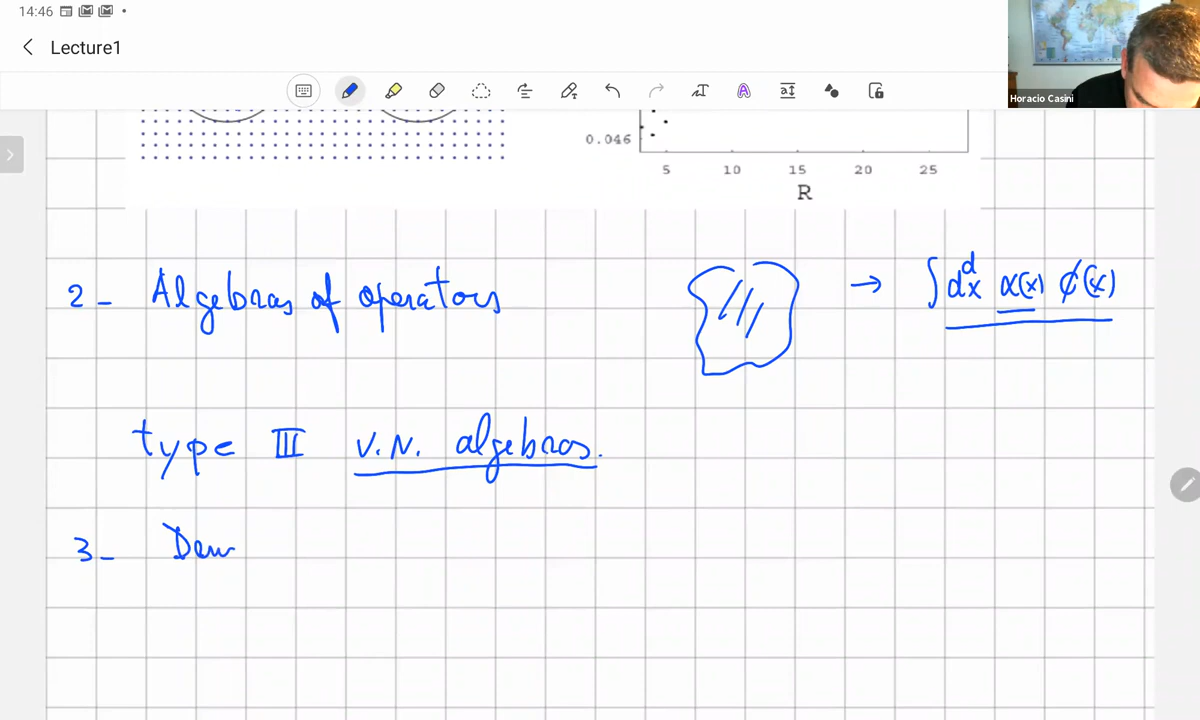 14:46
Lecture1
Horacio Casini
0.046
5 10 15 20 25
R
2- Algebras of operators → ∫d^dx α(x) φ(x)
type III V.N. algebras.
3-